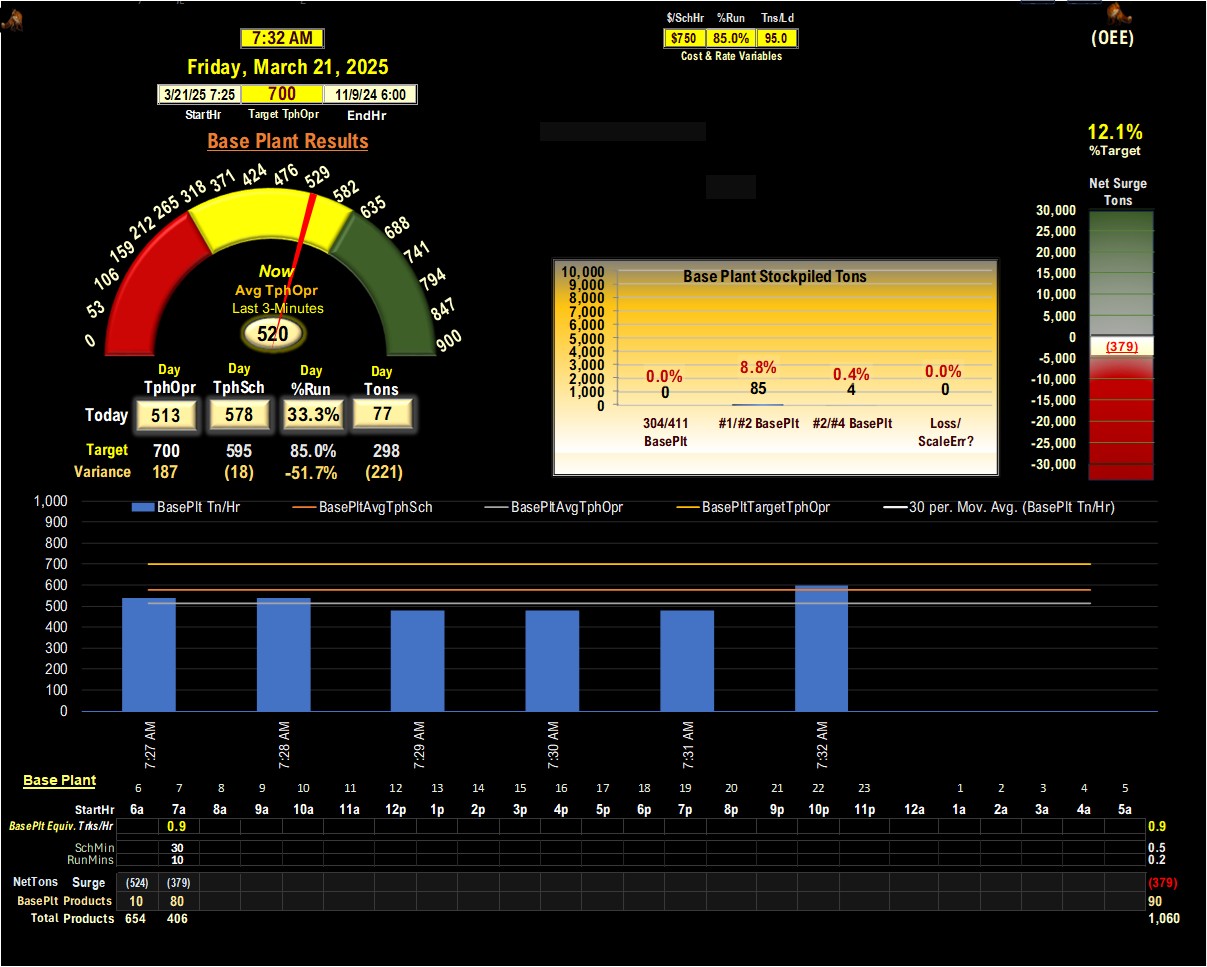 $/SchHr %Run Tns/Ld
7:32 AM
$750 85.0% 95.0
(OEE)
Cost & Rate Variables
Friday, March 21, 2025
3/21/25 7:25 700 11/9/24 6:00
StartHr Target TphOpr EndHr
Base Plant Results
12.1%
%Target
Net Surge
Tons
0 53 106 159 212 265 318 371 424 476 529 582 635 688 741 794 847 900
Now
Avg TphOpr
Last 3-Minutes
520
30,000
25,000
20,000
15,000
10,000
5,000
0
(379)
-5,000
-10,000
-15,000
-20,000
-25,000
-30,000
Base Plant Stockpiled Tons
10,000
9,000
8,000
7,000
6,000
5,000
4,000
3,000
2,000
1,000
0
0.0% 8.8% 0.4% 0.0%
0 85 4 0
304/411 #1/#2 BasePlt #2/#4 BasePlt Loss/
BasePlt ScaleErr?
Day Day Day Day
TphOpr TphSch %Run Tons
Today 513 578 33.3% 77
Target 700 595 85.0% 298
Variance 187 (18) -51.7% (221)
BasePlt Tn/Hr BasePltAvgTphSch BasePltAvgTphOpr BasePltTargetTphOpr 30 per. Mov. Avg. (BasePlt Tn/Hr)
1,000
900
800
700
600
500
400
300
200
100
0
7:27 AM 7:28 AM 7:29 AM 7:30 AM 7:31 AM 7:32 AM
Base Plant
6 7 8 9 10 11 12 13 14 15 16 17 18 19 20 21 22 23 1 2 3 4 5
StartHr 6a 7a 8a 9a 10a 11a 12p 1p 2p 3p 4p 5p 6p 7p 8p 9p 10p 11p 12a 1a 2a 3a 4a 5a
BasePlt Equiv. Trks/Hr 0.9 0.9
SchMin 30 0.5
RunMins 10 0.2
NetTons Surge (524) (379) (379)
BasePlt Products 10 80 90
Total Products 654 406 1,060